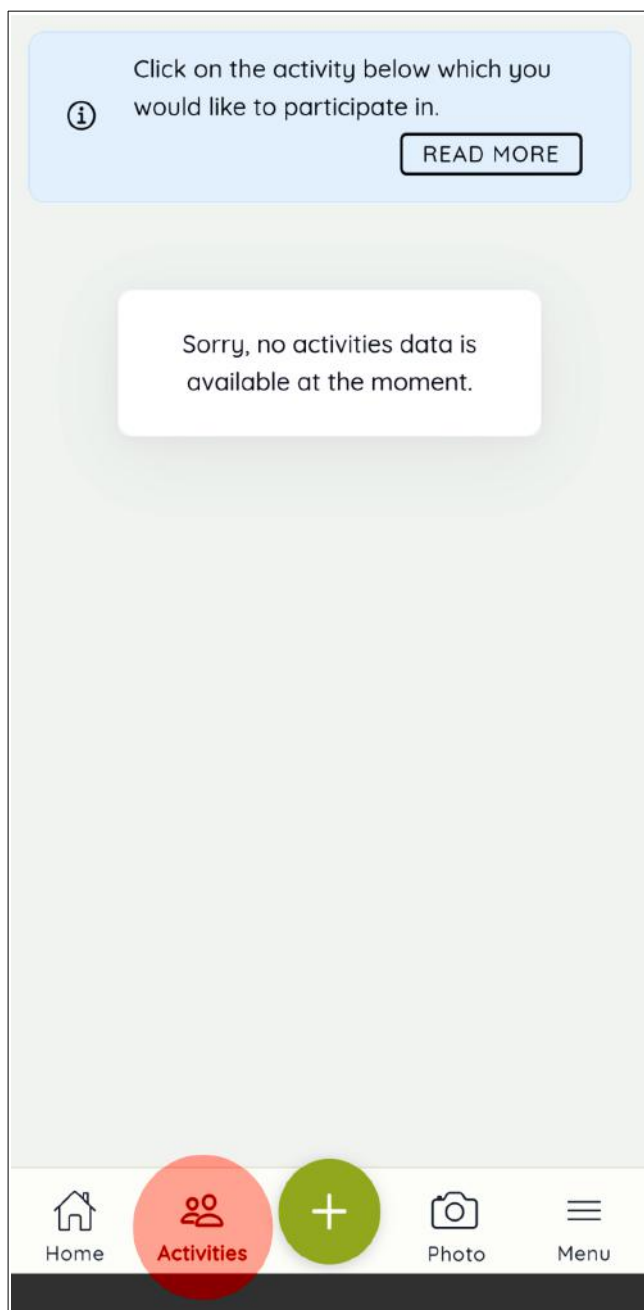 Click on the activity below which you
would like to participate in.
READ MORE
Sorry, no activities data is
available at the moment.
Home
Activities
Photo
Menu